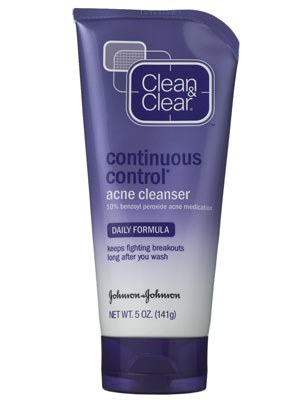 Clean &
Clear®
™
continuous
control*
acne cleanser
10% benzoyl peroxide acne medication
DAILY FORMULA
keeps fighting breakouts
long after you wash
Johnson & Johnson
NET WT. 5 OZ. (141g)